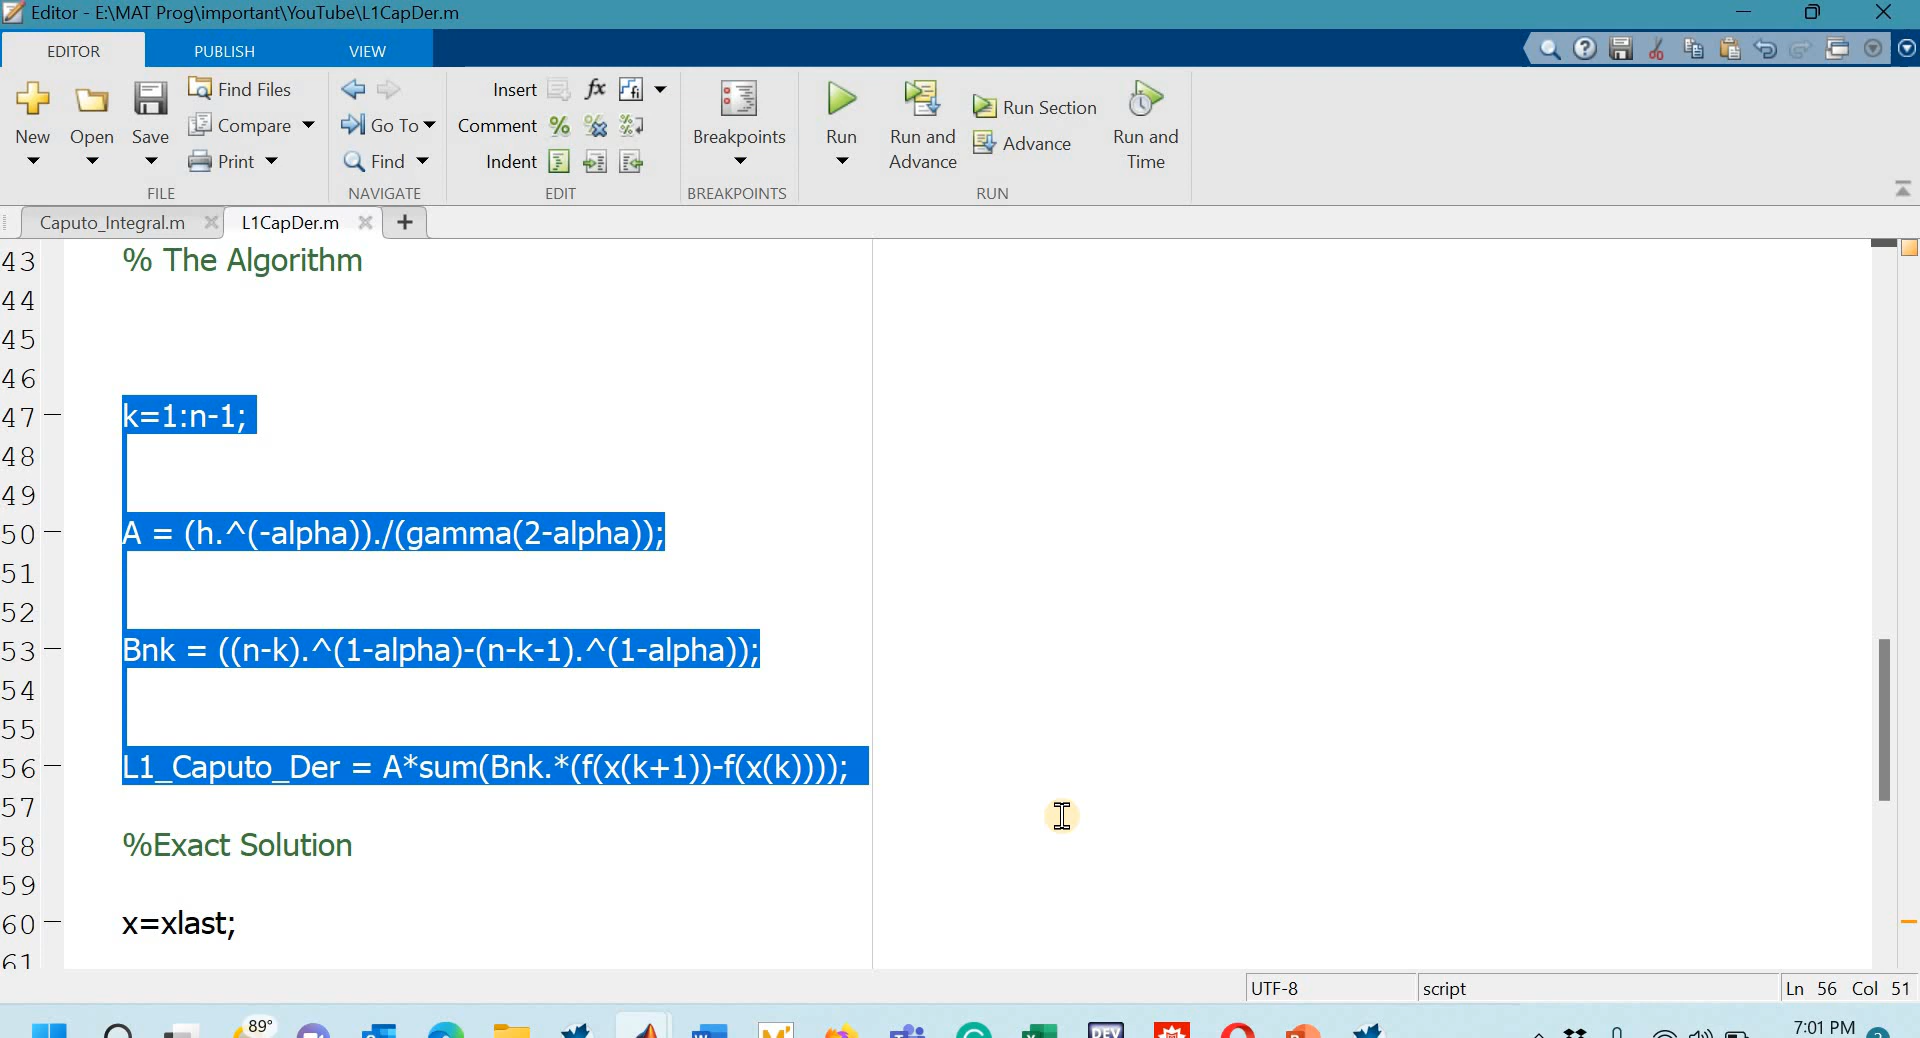 Editor - E:\MAT Prog\important\YouTube\L1CapDer.m
EDITOR PUBLISH VIEW
New Open Save Find Files Compare Print
FILE
Go To Find
NAVIGATE
Insert fx
Comment
Indent
EDIT
Breakpoints
BREAKPOINTS
Run Run and Advance Run Section Advance Run and Time
RUN
Caputo_Integral.m L1CapDer.m
43 % The Algorithm
44
45
46
47 k=1:n-1;
48
49
50 A = (h.^(-alpha))./(gamma(2-alpha));
51
52
53 Bnk = ((n-k).^(1-alpha)-(n-k-1).^(1-alpha));
54
55
56 L1_Caputo_Der = A*sum(Bnk.*(f(x(k+1))-f(x(k))));
57
58 %Exact Solution
59
60 x=xlast;
61
UTF-8 script Ln 56 Col 51
89° DEV 7:01 PM